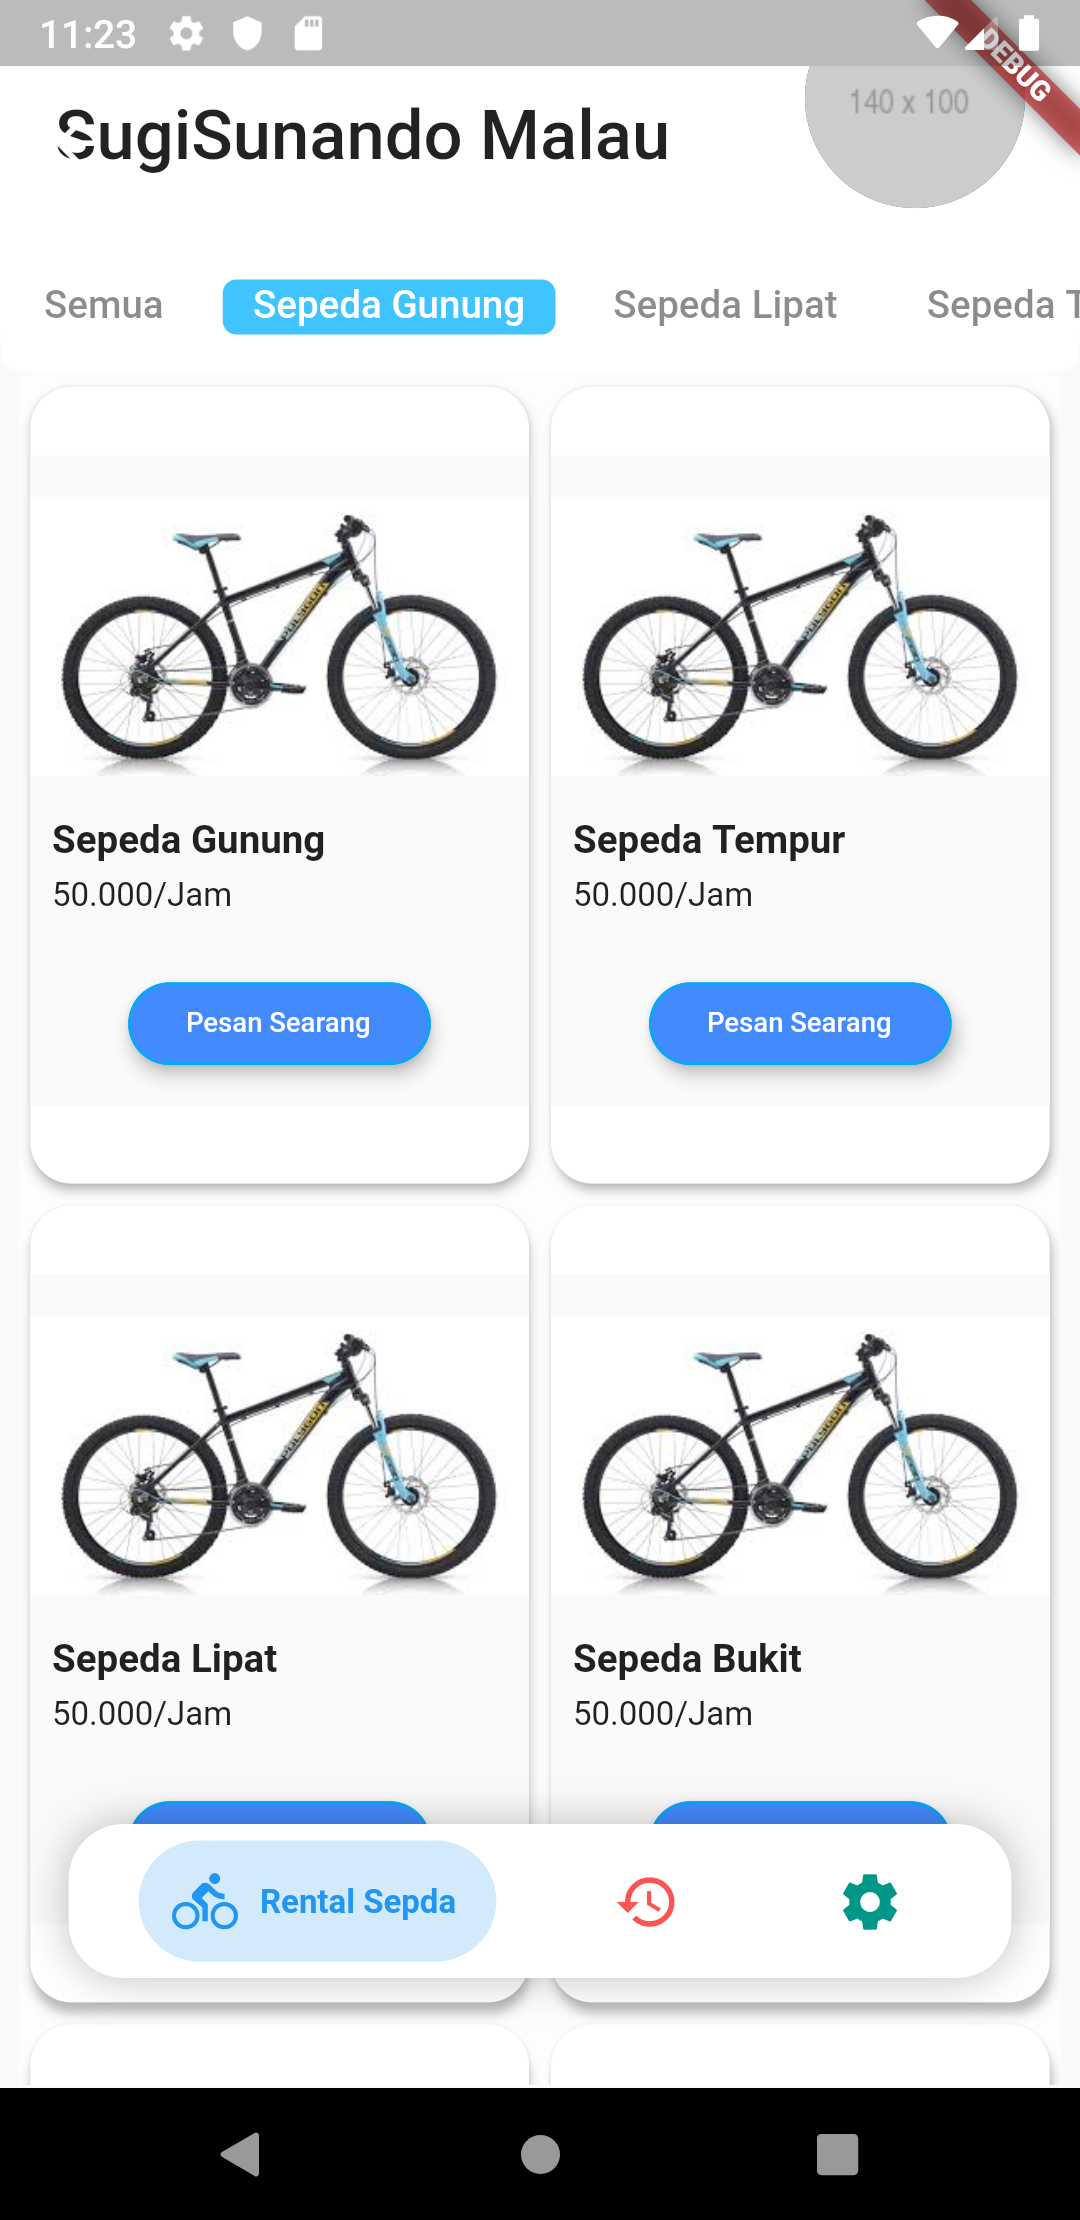 11:23
DEBUG
140 x 100
SugiSunando Malau
Semua
Sepeda Gunung
Sepeda Lipat
Sepeda T
Sepeda Gunung
50.000/Jam
Pesan Searang
Sepeda Tempur
50.000/Jam
Pesan Searang
Sepeda Lipat
50.000/Jam
Sepeda Bukit
50.000/Jam
Rental Sepda